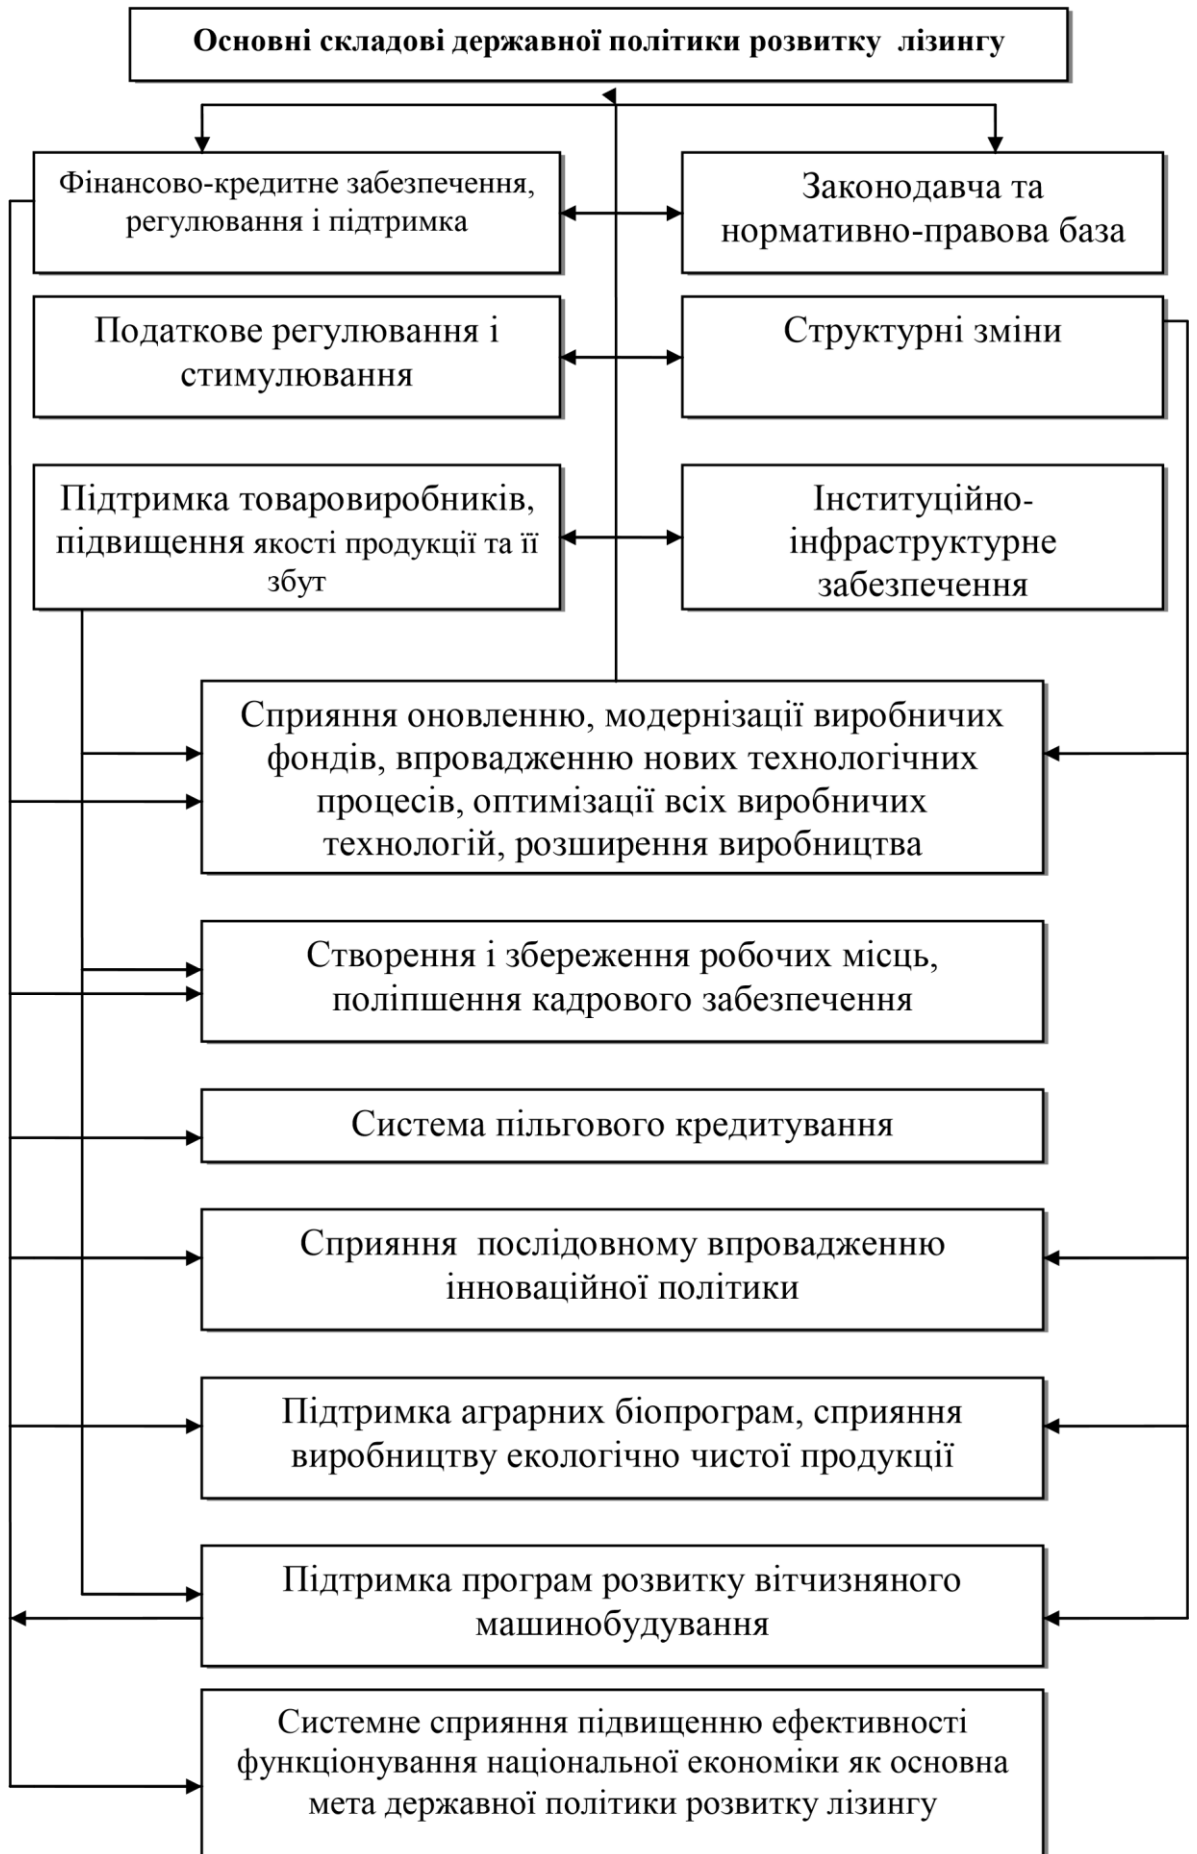 Основні складові державної політики розвитку лізингу
Фінансово-кредитне забезпечення,
регулювання і підтримка
Законодавча та
нормативно-правова база
Податкове регулювання і
стимулювання
Структурні зміни
Підтримка товаровиробників,
підвищення якості продукції та її
збут
Інституційно-
інфраструктурне
забезпечення
Сприяння оновленню, модернізації виробничих
фондів, впровадженню нових технологічних
процесів, оптимізації всіх виробничих
технологій, розширення виробництва
Створення і збереження робочих місць,
поліпшення кадрового забезпечення
Система пільгового кредитування
Сприяння послідовному впровадженню
інноваційної політики
Підтримка аграрних біопрограм, сприяння
виробництву екологічно чистої продукції
Підтримка програм розвитку вітчизняного
машинобудування
Системне сприяння підвищенню ефективності
функціонування національної економіки як основна
мета державної політики розвитку лізингу